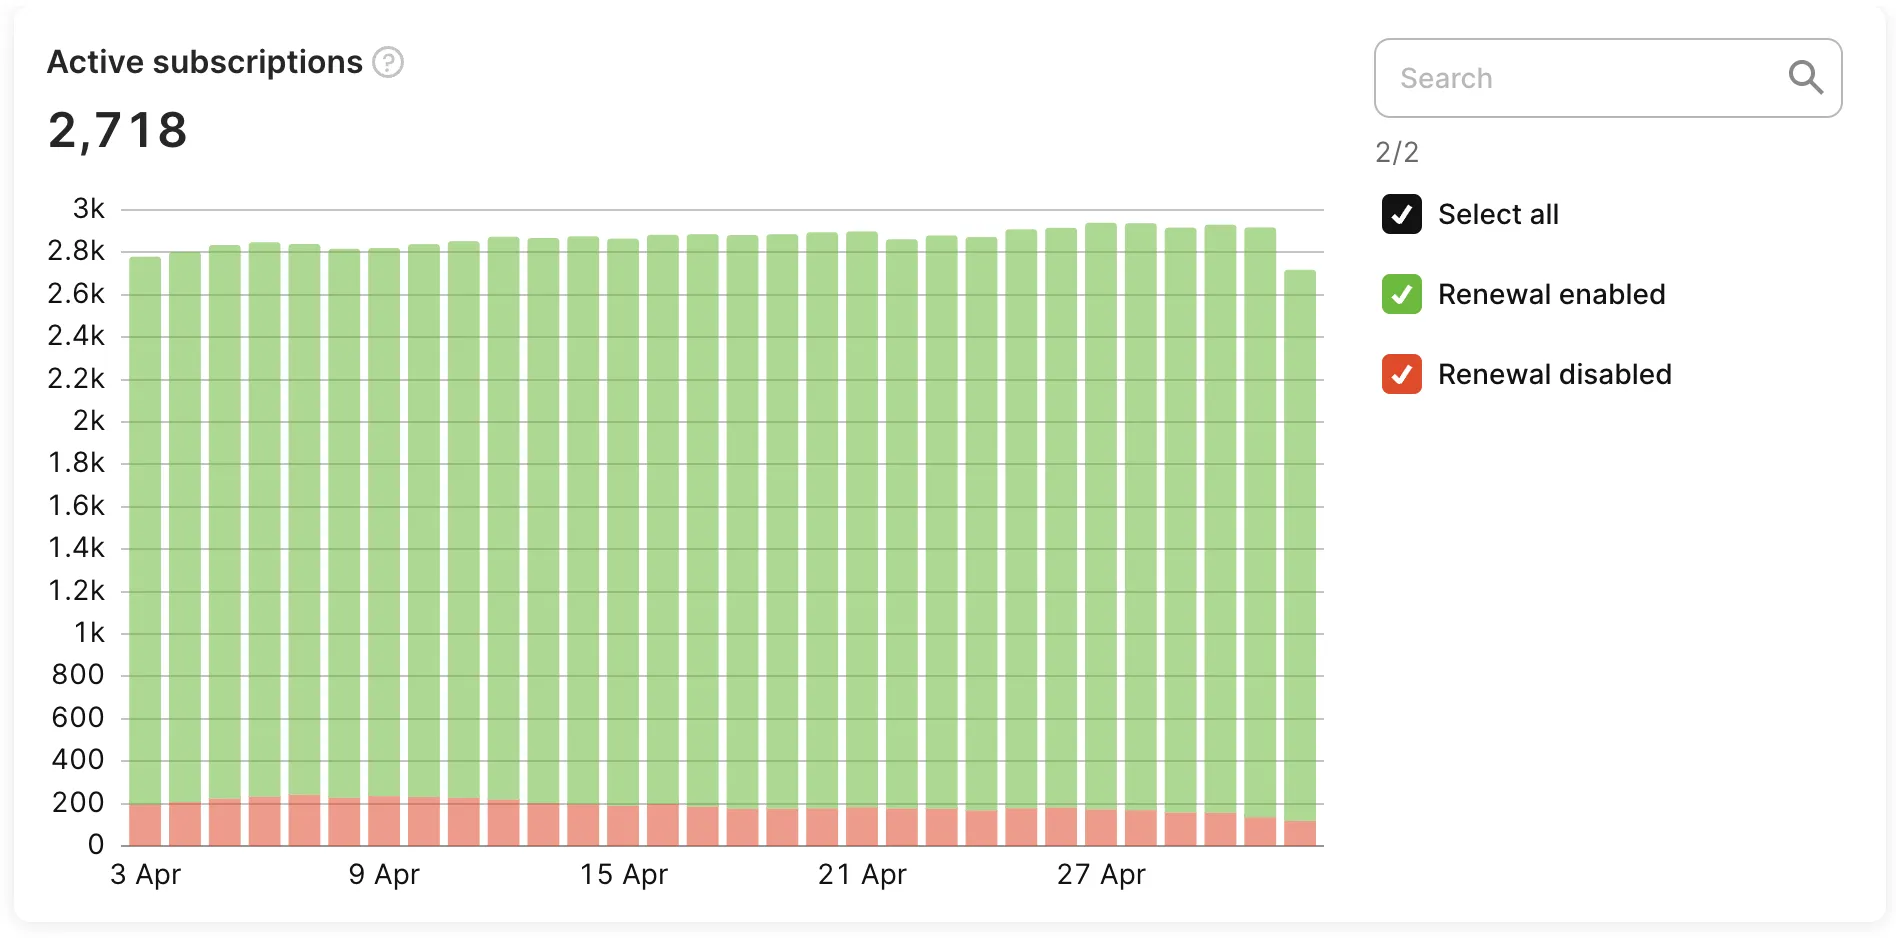 Active subscriptions ?
2,718
Search
2/2
Select all
Renewal enabled
Renewal disabled
3k
2.8k
2.6k
2.4k
2.2k
2k
1.8k
1.6k
1.4k
1.2k
1k
800
600
400
200
0
3 Apr 9 Apr 15 Apr 21 Apr 27 Apr